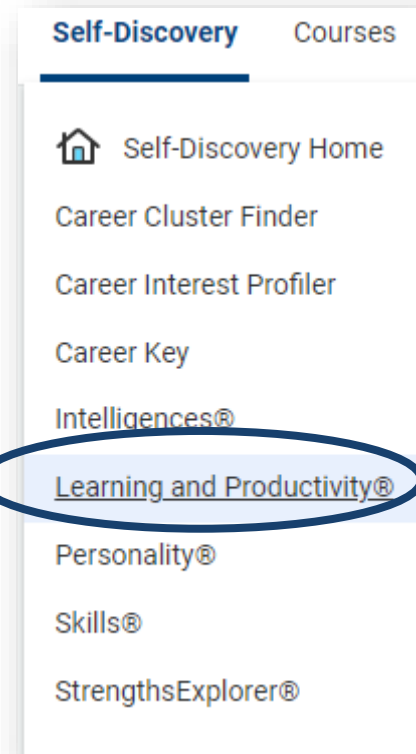 Self-Discovery Courses
Self-Discovery Home
Career Cluster Finder
Career Interest Profiler
Career Key
Intelligences®
Learning and Productivity®
Personality®
Skills®
StrengthsExplorer®